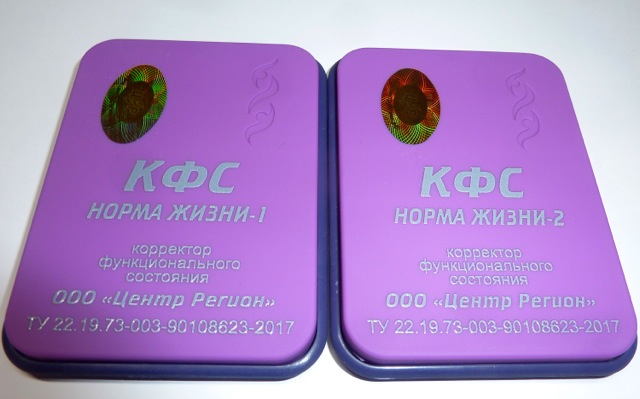 КФС
НОРМА ЖИЗНИ-1
корректор
функционального
состояния
ООО «Центр Регион»
ТУ 22.19.73-003-90108623-2017
КФС
НОРМА ЖИЗНИ-2
корректор
функционального
состояния
ООО «Центр Регион»
ТУ 22.19.73-003-90108623-2017